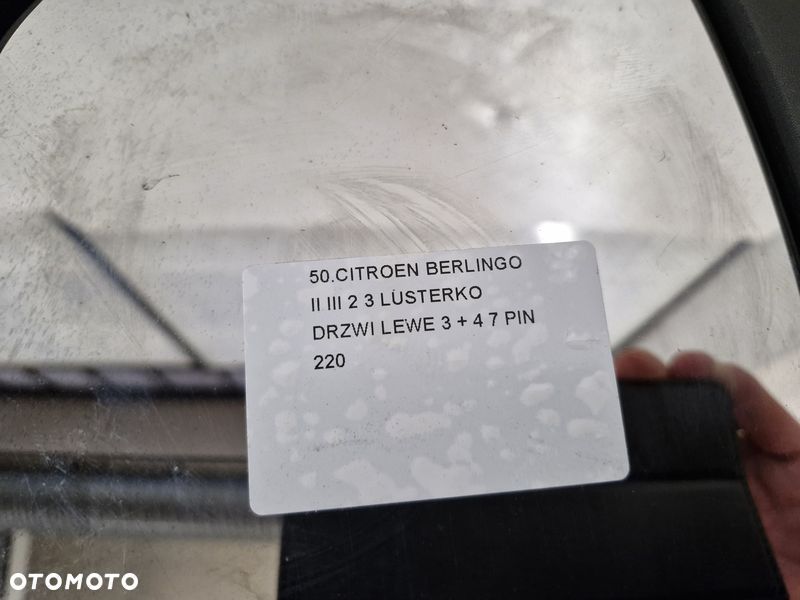 50.CITROEN BERLINGO
II III 2 3 LUSTERKO
DRZWI LEWE 3 + 4 7 PIN
220
OTOMOTO